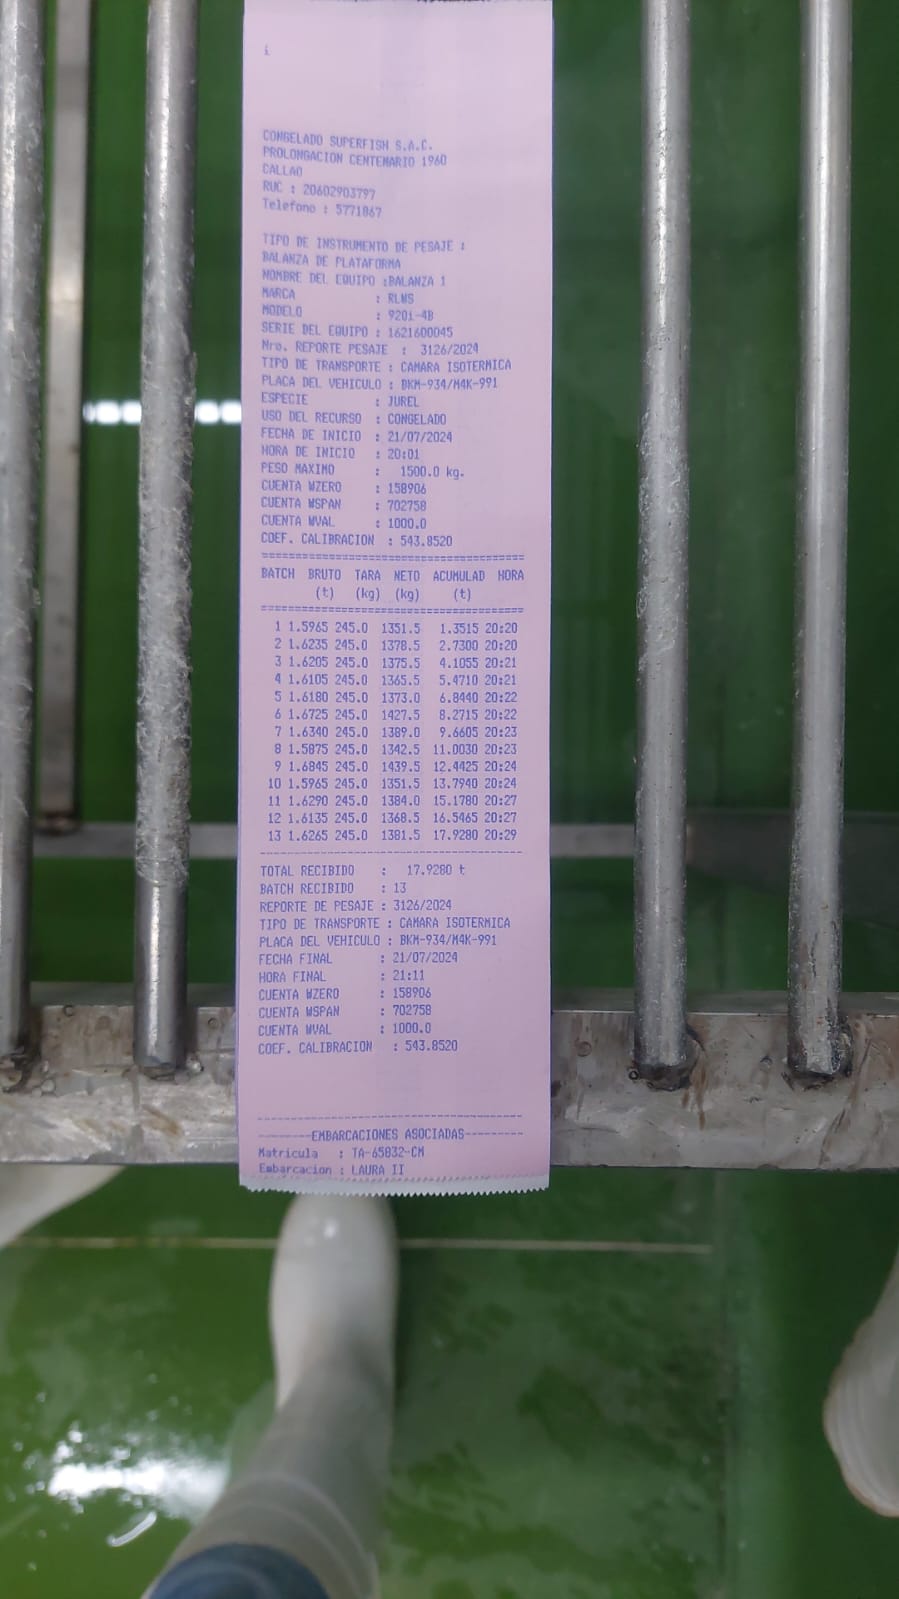 CONGELADO SUPERFISH S.A.C.
PROLONGACION CENTENARIO 1960
CALLAO
RUC : 20602903797
Telefono : 5771867
TIPO DE INSTRUMENTO DE PESAJE :
BALANZA DE PLATAFORMA
NOMBRE DEL EQUIPO :BALANZA 1
MARCA : RLWS
MODELO : 920i-4B
SERIE DEL EQUIPO : 1621600045
Nro. REPORTE PESAJE : 3126/2024
TIPO DE TRANSPORTE : CAMARA ISOTERMICA
PLACA DEL VEHICULO : BKM-934/M4K-991
ESPECIE : JUREL
USO DEL RECURSO : CONGELADO
FECHA DE INICIO : 21/07/2024
HORA DE INICIO : 20:01
PESO MAXIMO : 1500.0 kg.
CUENTA WZERO : 158906
CUENTA WSPAN : 702758
CUENTA WVAL : 1000.0
COEF. CALIBRACION : 543.8520
================================
BATCH BRUTO TARA NETO ACUMULAD HORA
(t) (kg) (kg) (t)
================================
1 1.5965 245.0 1351.5 1.3515 20:20
2 1.6235 245.0 1378.5 2.7300 20:20
3 1.6205 245.0 1375.5 4.1055 20:21
4 1.6105 245.0 1365.5 5.4710 20:21
5 1.6180 245.0 1373.0 6.8440 20:22
6 1.6725 245.0 1427.5 8.2715 20:22
7 1.6340 245.0 1389.0 9.6605 20:23
8 1.5875 245.0 1342.5 11.0030 20:23
9 1.6845 245.0 1439.5 12.4425 20:24
10 1.5965 245.0 1351.5 13.7940 20:24
11 1.6290 245.0 1384.0 15.1780 20:27
12 1.6135 245.0 1368.5 16.5465 20:27
13 1.6265 245.0 1381.5 17.9280 20:29
--------------------------------
TOTAL RECIBIDO : 17.9280 t
BATCH RECIBIDO : 13
REPORTE DE PESAJE : 3126/2024
TIPO DE TRANSPORTE : CAMARA ISOTERMICA
PLACA DEL VEHICULO : BKM-934/M4K-991
FECHA FINAL : 21/07/2024
HORA FINAL : 21:11
CUENTA WZERO : 158906
CUENTA WSPAN : 702758
CUENTA WVAL : 1000.0
COEF. CALIBRACION : 543.8520
--------------------------------
--------EMBARCACIONES ASOCIADAS---------
Matricula : TA-65832-CM
Embarcacion : LAURA II